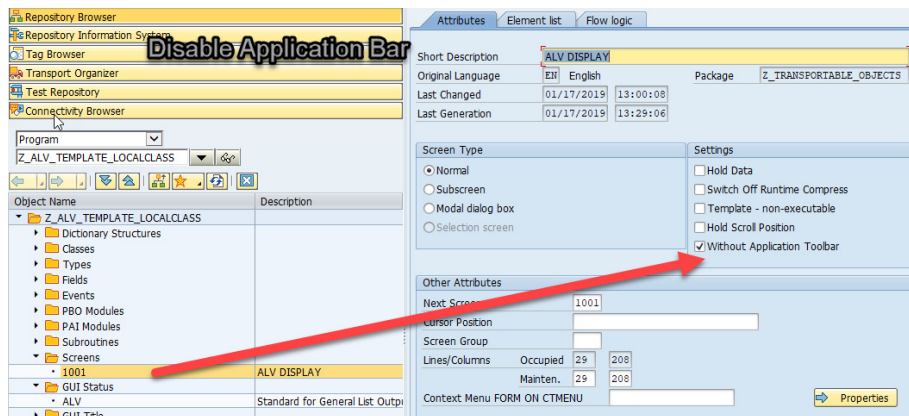 Disable Application Bar
Repository Browser
Repository Information System
Tag Browser
Transport Organizer
Test Repository
Connectivity Browser
Program
Z_ALV_TEMPLATE_LOCALCLASS
Object Name Description
Z_ALV_TEMPLATE_LOCALCLASS
Dictionary Structures
Classes
Types
Fields
Events
PBO Modules
PAI Modules
Subroutines
Screens
1001 ALV DISPLAY
GUI Status
ALV Standard for General List Outpu
GUI Title
Attributes Element list Flow logic
Short Description ALV DISPLAY
Original Language EN English Package Z_TRANSPORTABLE_OBJECTS
Last Changed 01/17/2019 13:00:08
Last Generation 01/17/2019 13:29:06
Screen Type
Normal
Subscreen
Modal dialog box
Selection screen
Settings
Hold Data
Switch Off Runtime Compress
Template - non-executable
Hold Scroll Position
Without Application Toolbar
Other Attributes
Next Screen 1001
Cursor Position
Screen Group
Lines/Columns Occupied 29 208
Mainten. 29 208
Context Menu FORM ON CTMENU
Properties